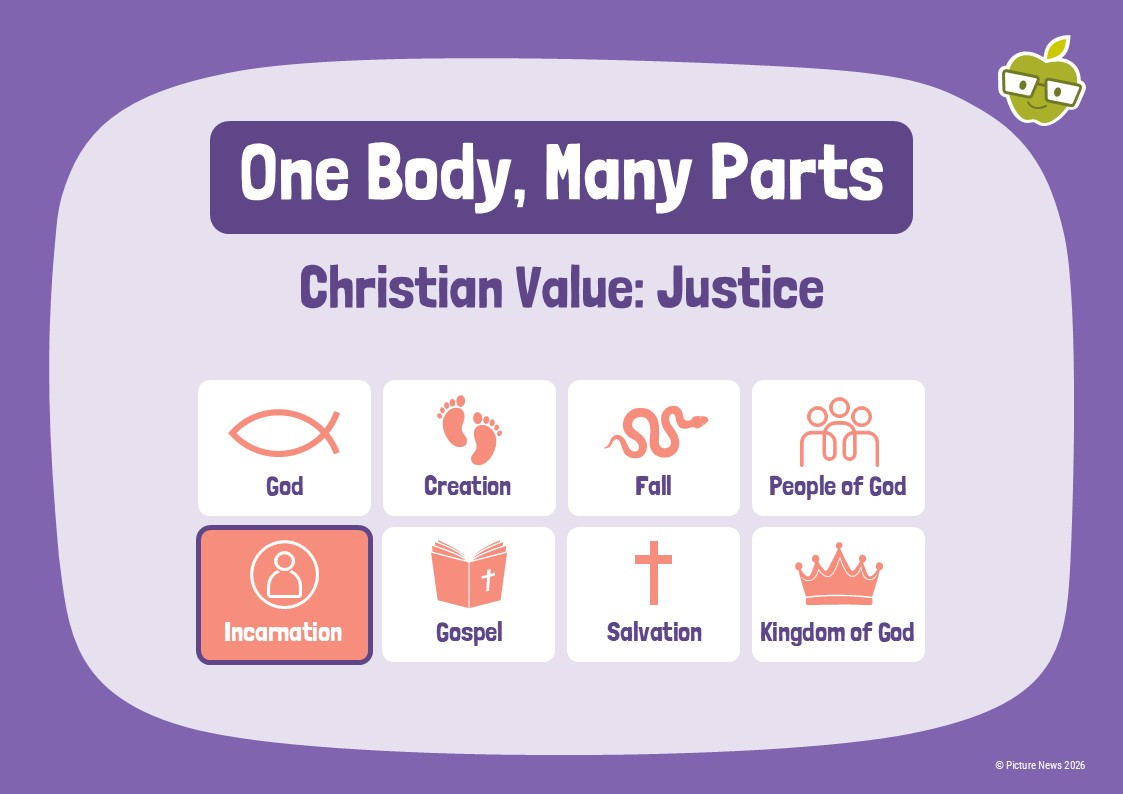 One Body, Many Parts
Christian Value: Justice
God
Creation
Fall
People of God
Incarnation
Gospel
Salvation
Kingdom of God
© Picture News 2026